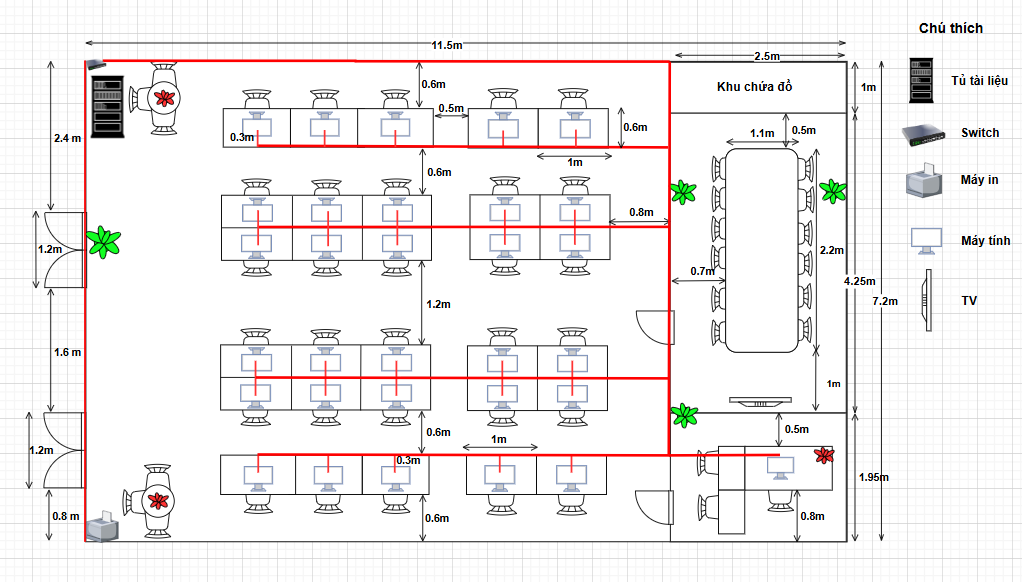 Chú thích
11.5m
2.5m
Khu chứa đồ
1m
Tủ tài liệu
0.6m
0.5m
0.3m
0.6m
1m
1.1m
0.5m
2.4 m
Switch
0.6m
Máy in
0.8m
1.2m
2.2m
Máy tính
0.7m
4.25m
7.2m
1.2m
TV
1.6 m
1m
0.6m
1m
0.5m
1.2m
0.3m
1.95m
0.8 m
0.6m
0.8m